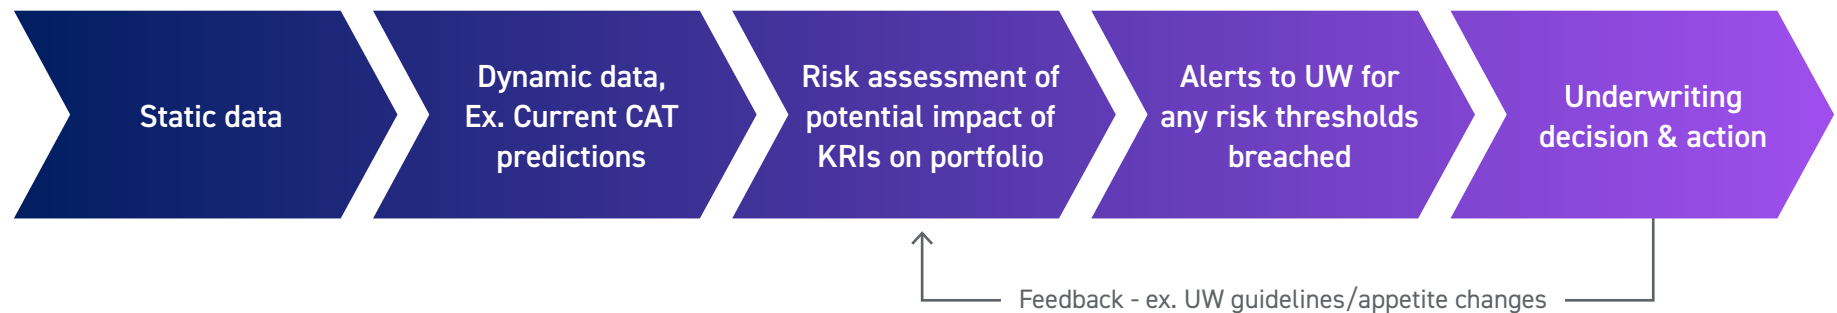 Static data
Dynamic data,
Ex. Current CAT
predictions
Risk assessment of
potential impact of
KRIs on portfolio
Alerts to UW for
any risk thresholds
breached
Underwriting
decision & action
Feedback - ex. UW guidelines/appetite changes